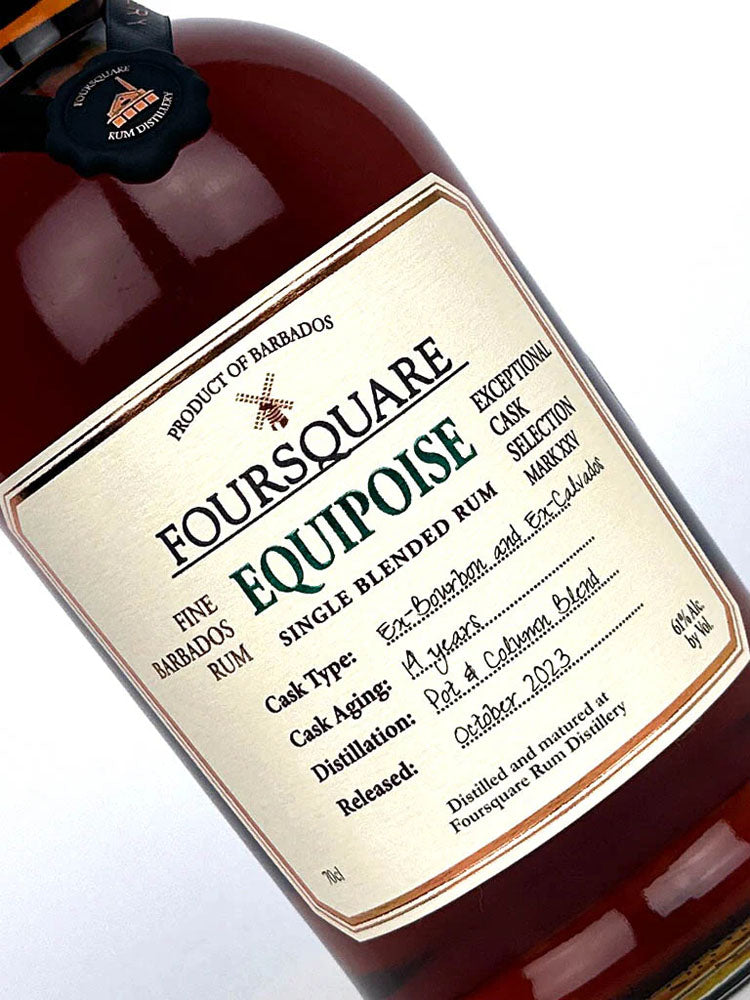 ERY
FOURSQUARE
RUM DISTILLERY
PRODUCT OF BARBADOS
FOURSQUARE
EQUIPOISE
SINGLE BLENDED RUM
FINE
BARBADOS
RUM
EXCEPTIONAL
CASK
SELECTION
MARK XXV
Cask Type: Ex-Bourbon and Ex-Calvados
Cask Aging: 14 years
Distillation: Pot & Column Blend
Released: October 2023
61% Alc.
by Vol.
Distilled and matured at
Foursquare Rum Distillery
70cl